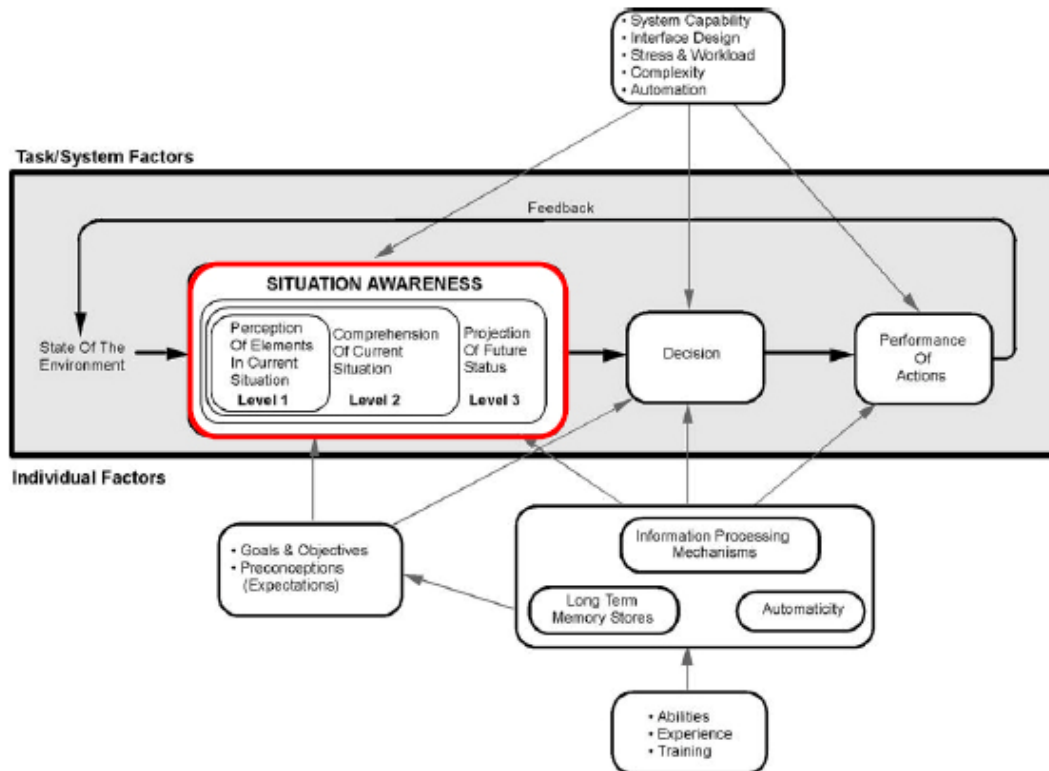 • System Capability
• Interface Design
• Stress & Workload
• Complexity
• Automation
Task/System Factors
Feedback
SITUATION AWARENESS
State Of The
Environment
Perception
Of Elements
In Current
Situation
Level 1
Comprehension
Of Current
Situation
Level 2
Projection
Of Future
Status
Level 3
Decision
Performance
Of
Actions
Individual Factors
• Goals & Objectives
• Preconceptions
(Expectations)
Information Processing
Mechanisms
Long Term
Memory Stores
Automaticity
• Abilities
• Experience
• Training